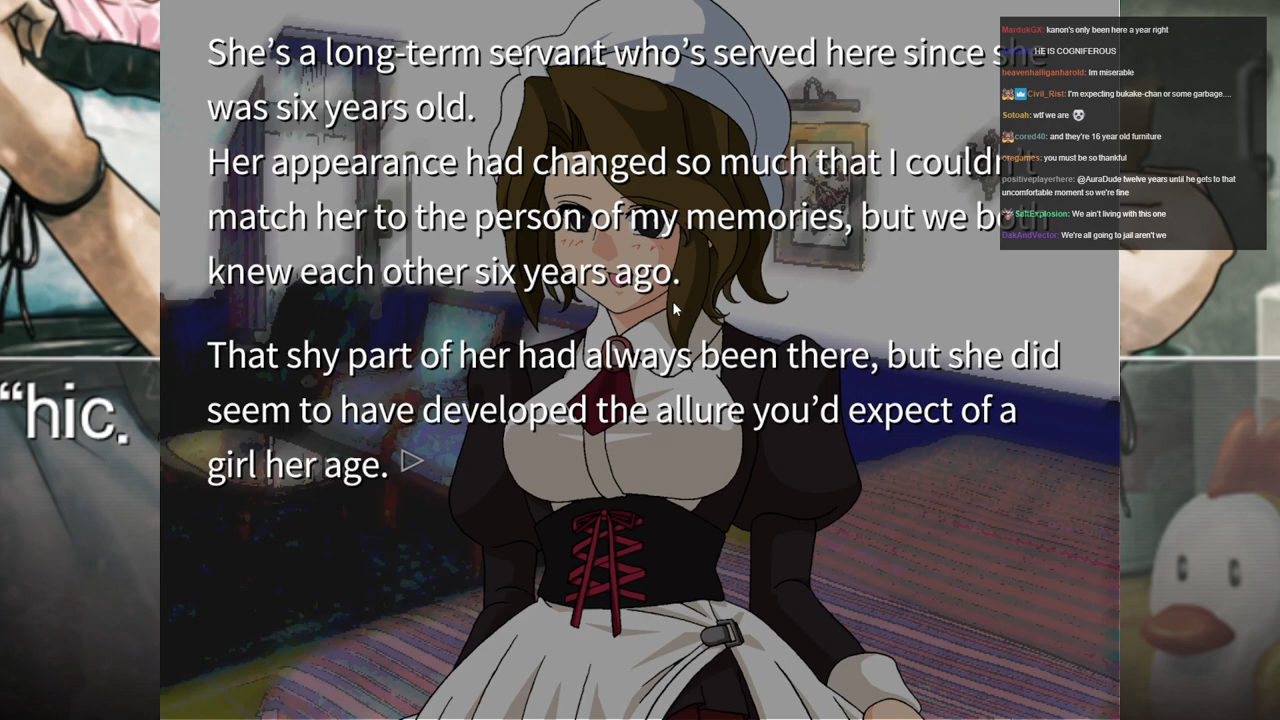 She's a long-term servant who's served here since she
was six years old.
Her appearance had changed so much that I couldn't
match her to the person of my memories, but we both
knew each other six years ago.
That shy part of her had always been there, but she did
seem to have developed the allure you'd expect of a
girl her age.
“hic.
MardukGX: kanon's only been here a year right
HE IS COGNIFEROUS
heavenhailganharold: Im miserable
Civil_Rist: I'm expecting bukake-chan or some garbage....
Sotoah: wtf we are
cored40: and they're 16 year old furniture
oregames: you must be so thankful
positiveplayerhere: @AuraDude twelve years until he gets to that
uncomfortable moment so we're fine
SaltExplosion: We ain't living with this one
DakAndVector: We're all going to jail aren't we